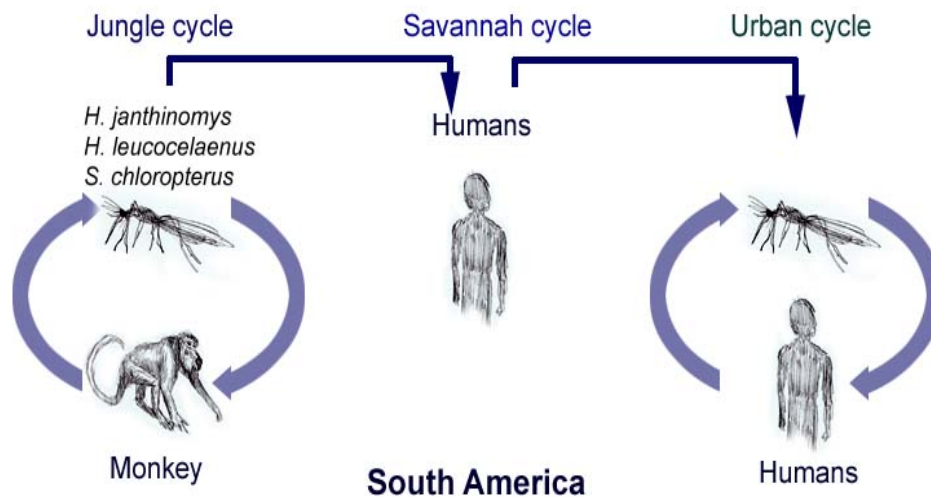 Jungle cycle
Savannah cycle
Urban cycle
H. janthinomys
H. leucocelaenus
S. chloropterus
Humans
Monkey
South America
Humans